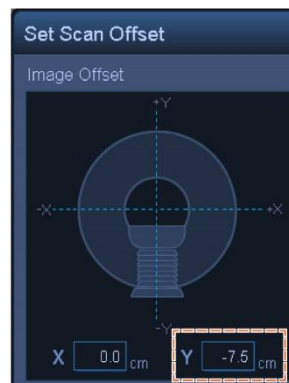 Set Scan Offset
Image Offset
+Y
-X
+X
-Y
X 0.0 cm Y -7.5 cm